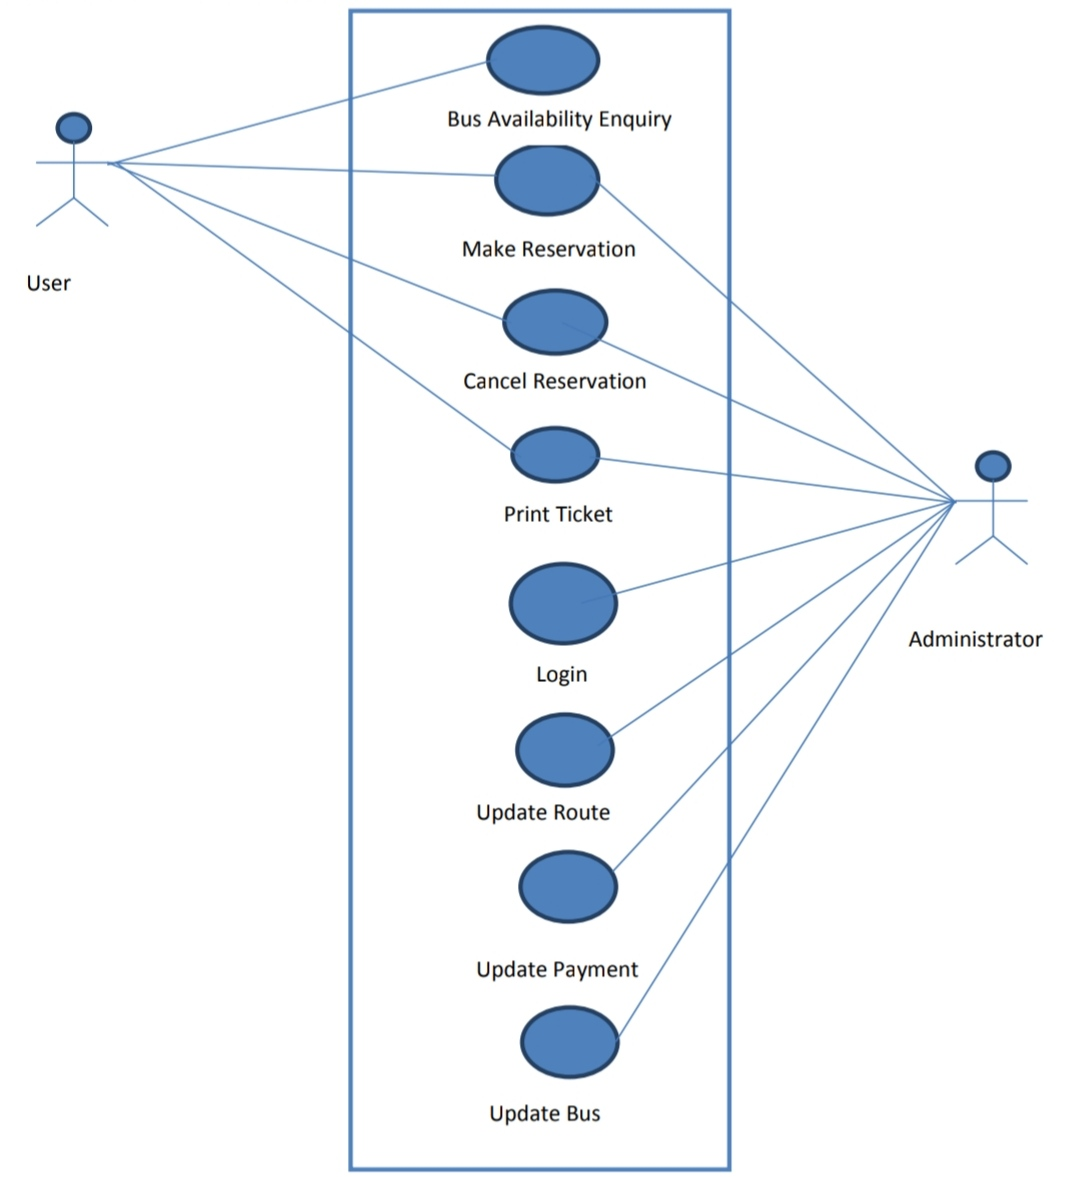 Bus Availability Enquiry
User
Make Reservation
Cancel Reservation
Print Ticket
Login
Administrator
Update Route
Update Payment
Update Bus